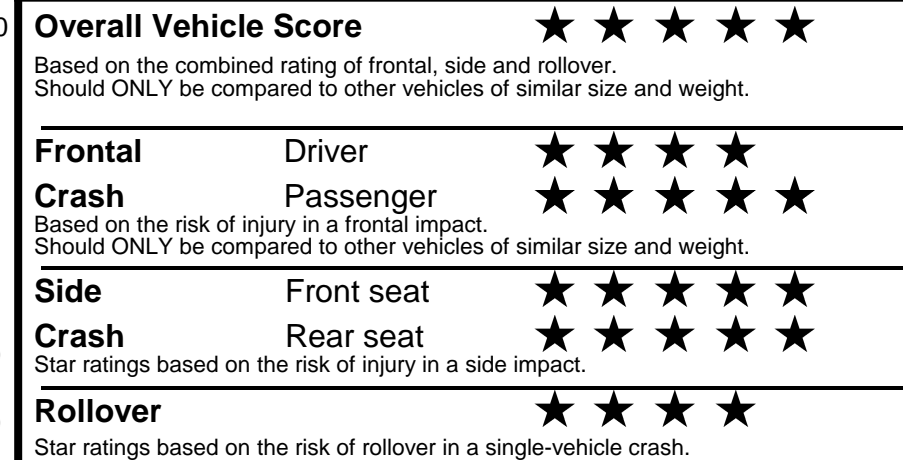 Overall Vehicle Score ★ ★ ★ ★ ★
Based on the combined rating of frontal, side and rollover.
Should ONLY be compared to other vehicles of similar size and weight.
Frontal Driver ★ ★ ★ ★
Crash Passenger ★ ★ ★ ★ ★
Based on the risk of injury in a frontal impact.
Should ONLY be compared to other vehicles of similar size and weight.
Side Front seat ★ ★ ★ ★ ★
Crash Rear seat ★ ★ ★ ★ ★
Star ratings based on the risk of injury in a side impact.
Rollover ★ ★ ★ ★
Star ratings based on the risk of rollover in a single-vehicle crash.